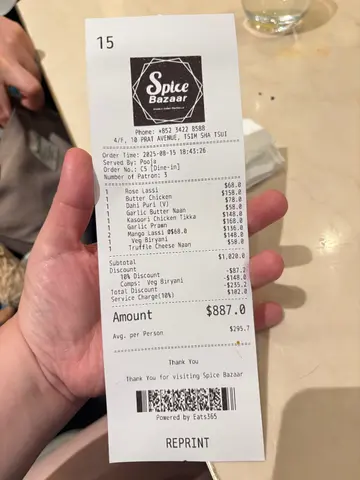 15
Spice
Bazaar
Phone: +852 3422 8588
4/F, 10 PRAT AVENUE, TSIM SHA TSUI
Order Time: 2025-08-15 18:43:26
Served By: Pooja
Order No.: C5 [Dine-in]
Number of Patron: 3
1 Rose Lassi $68.0
1 Butter Chicken $158.0
1 Dani Puri (V) $78.0
1 Garlic Butter Naan $58.0
1 Kasoori Chicken Tikka $148.0
1 Garlic Prawn $168.0
2 Mango Lassi @$68.0 $136.0
1 Veg Biryani $148.0
1 Truffle Cheese Naan $58.0
Subtotal $1,020.0
Discount
10% Discount -$87.2
Comps: Veg Biryani -$148.0
Total Discount -$235.2
Service Charge(10%) $102.0
Amount $887.0
Avg. per Person $295.7
Thank You
Thank You for visiting Spice Bazaar
Powered by Eats365
REPRINT